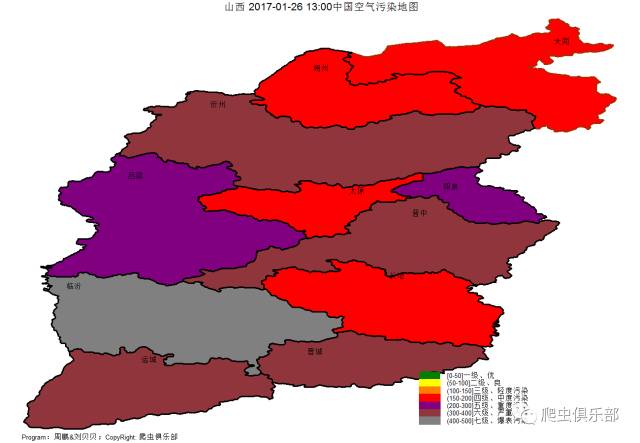 山西 2017-01-26 13:00中国空气污染地图
大同
朔州
忻州
吕梁
太原
阳泉
晋中
临汾
长治
晋城
运城
[0-50]一级、优
(50-100]二级、良
(100-150]三级、轻度污染
(150-200]四级、中度污染
(200-300]五级、重度污
(300-400]六级、严重
(400-500]七级、爆表污
爬虫俱乐部
Program：周鹏&刘贝贝；CopyRight: 爬虫俱乐部